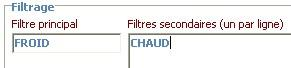 Filtrage
Filtre principal
Filtres secondaires (un par ligne)
FROID
CHAUD